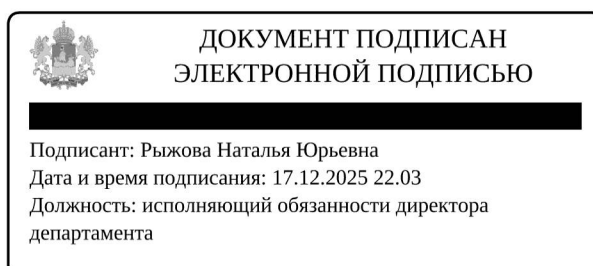 ДОКУМЕНТ ПОДПИСАН
ЭЛЕКТРОННОЙ ПОДПИСЬЮ
Подписант: Рыжова Наталья Юрьевна
Дата и время подписания: 17.12.2025 22.03
Должность: исполняющий обязанности директора
департамента